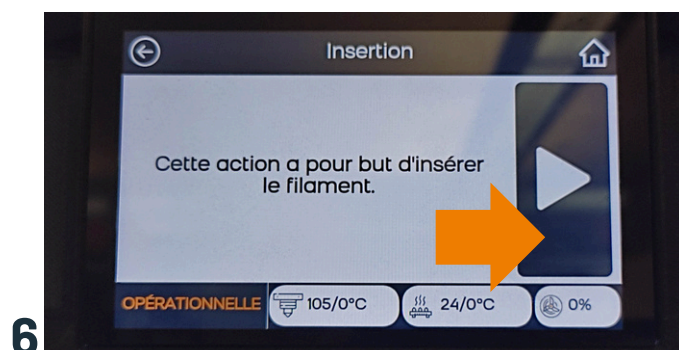 Insertion
Cette action a pour but d'insérer
le filament.
OPÉRATIONNELLE 105/0°C 24/0°C 0%
6